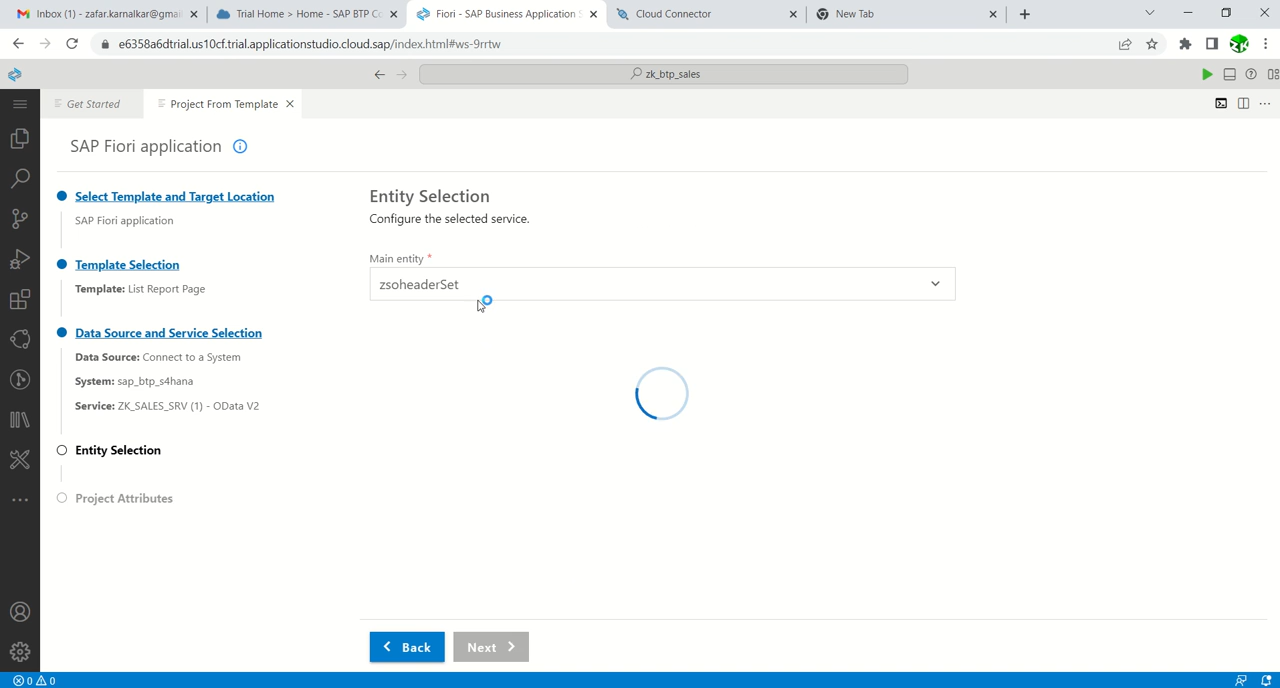 Inbox (1) - zafar.karnalkar@gmai
Trial Home > Home - SAP BTP Co
Fiori - SAP Business Application S
Cloud Connector
New Tab
e6358a6dtrial.us10cf.trial.applicationstudio.cloud.sap/index.html#ws-9rrtw
zk_btp_sales
Get Started
Project From Template
SAP Fiori application
Select Template and Target Location
SAP Fiori application
Template Selection
Template: List Report Page
Data Source and Service Selection
Data Source: Connect to a System
System: sap_btp_s4hana
Service: ZK_SALES_SRV (1) - OData V2
Entity Selection
Project Attributes
Entity Selection
Configure the selected service.
Main entity *
zsoheaderSet
Back
Next
0 0